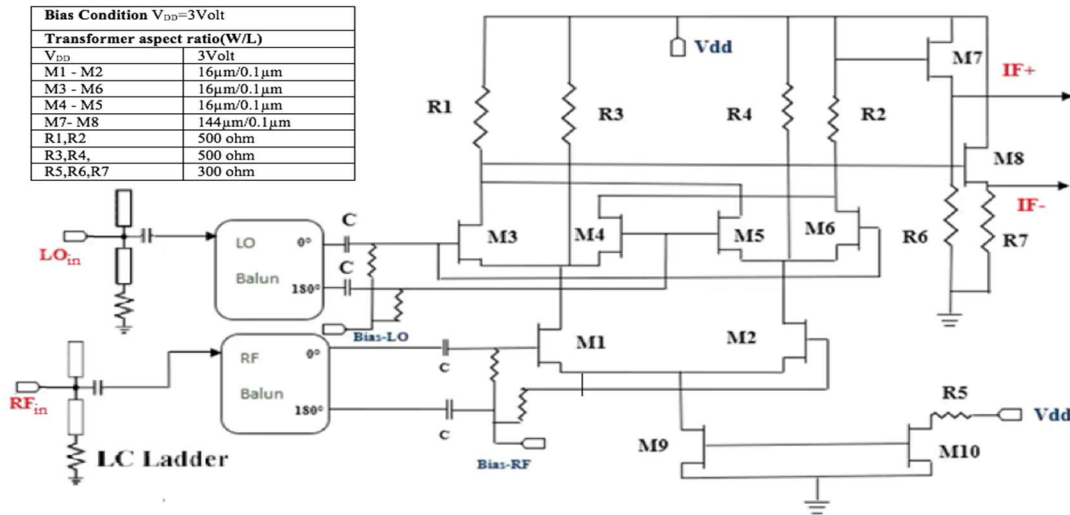 Bias Condition VDD=3Volt
Transformer aspect ratio(W/L)
VDD 3Volt
M1 - M2 16µm/0.1µm
M3 - M6 16µm/0.1µm
M4 - M5 16µm/0.1µm
M7- M8 144µm/0.1µm
R1,R2 500 ohm
R3,R4, 500 ohm
R5,R6,R7 300 ohm
Vdd
M7
IF+
R1
R3
R4
R2
M8
IF-
LOin
LO
Balun
0°
180°
C
C
M3
M4
M5
M6
R6
R7
Bias-LO
RFin
RF
Balun
0°
180°
C
C
M1
M2
LC Ladder
Bias-RF
M9
M10
R5
Vdd